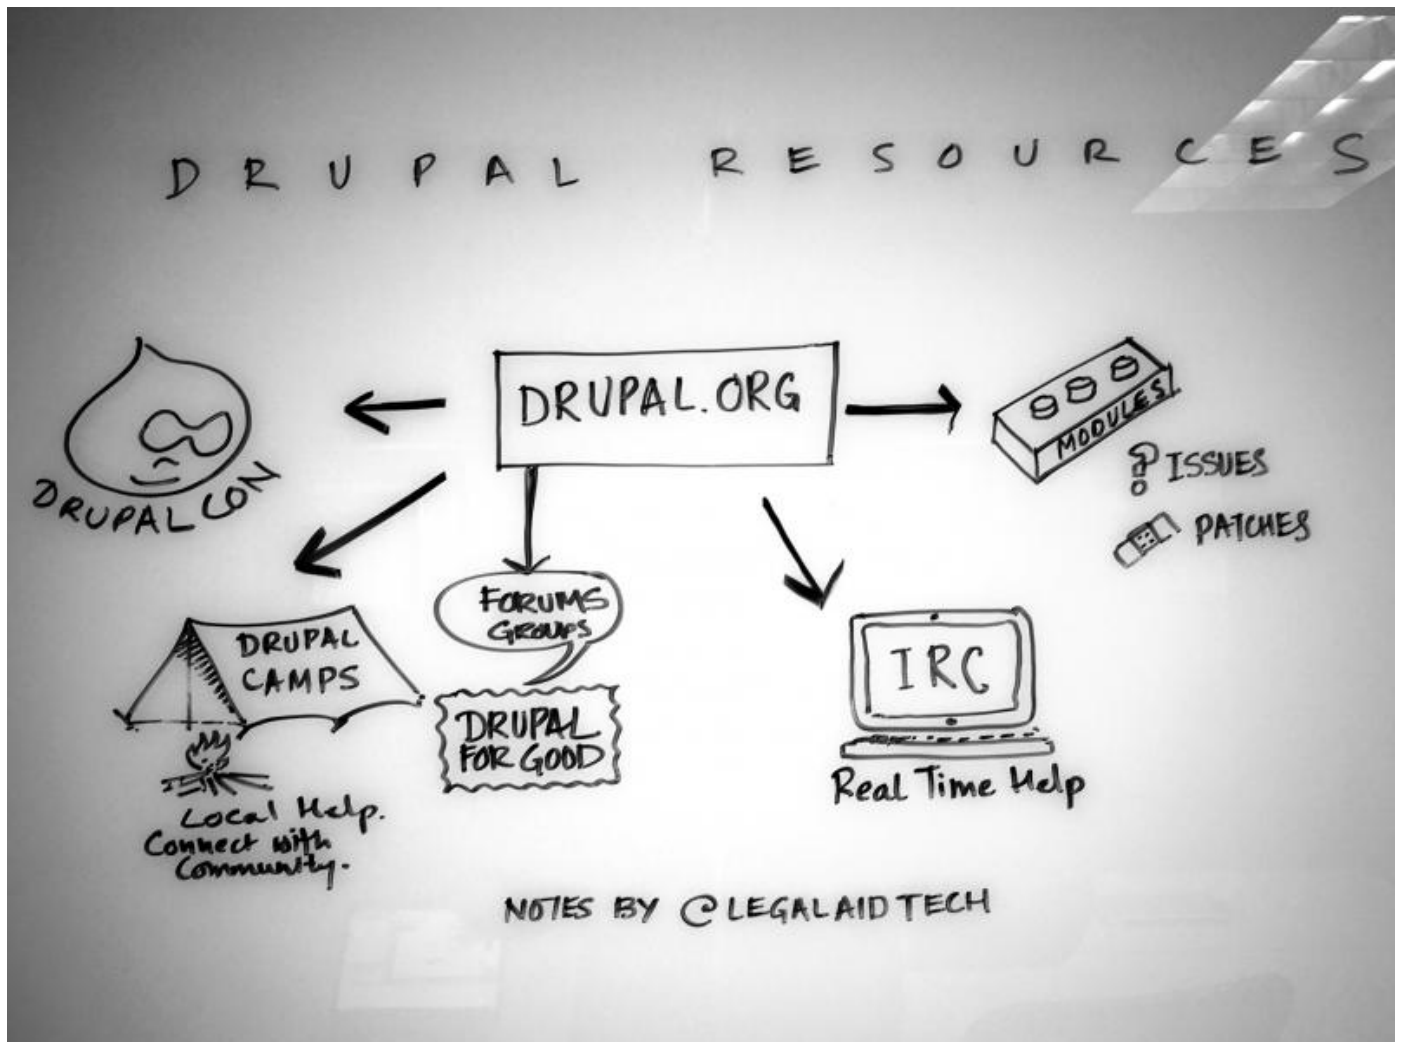 DRUPAL RESOURCES
DRUPAL.ORG
DRUPALCON
MODULES
ISSUES
PATCHES
DRUPAL
CAMPS
Local Help.
Connect with
Community.
FORUMS
GROUPS
DRUPAL
FOR GOOD
IRC
Real Time Help
NOTES BY @LEGALAIDTECH